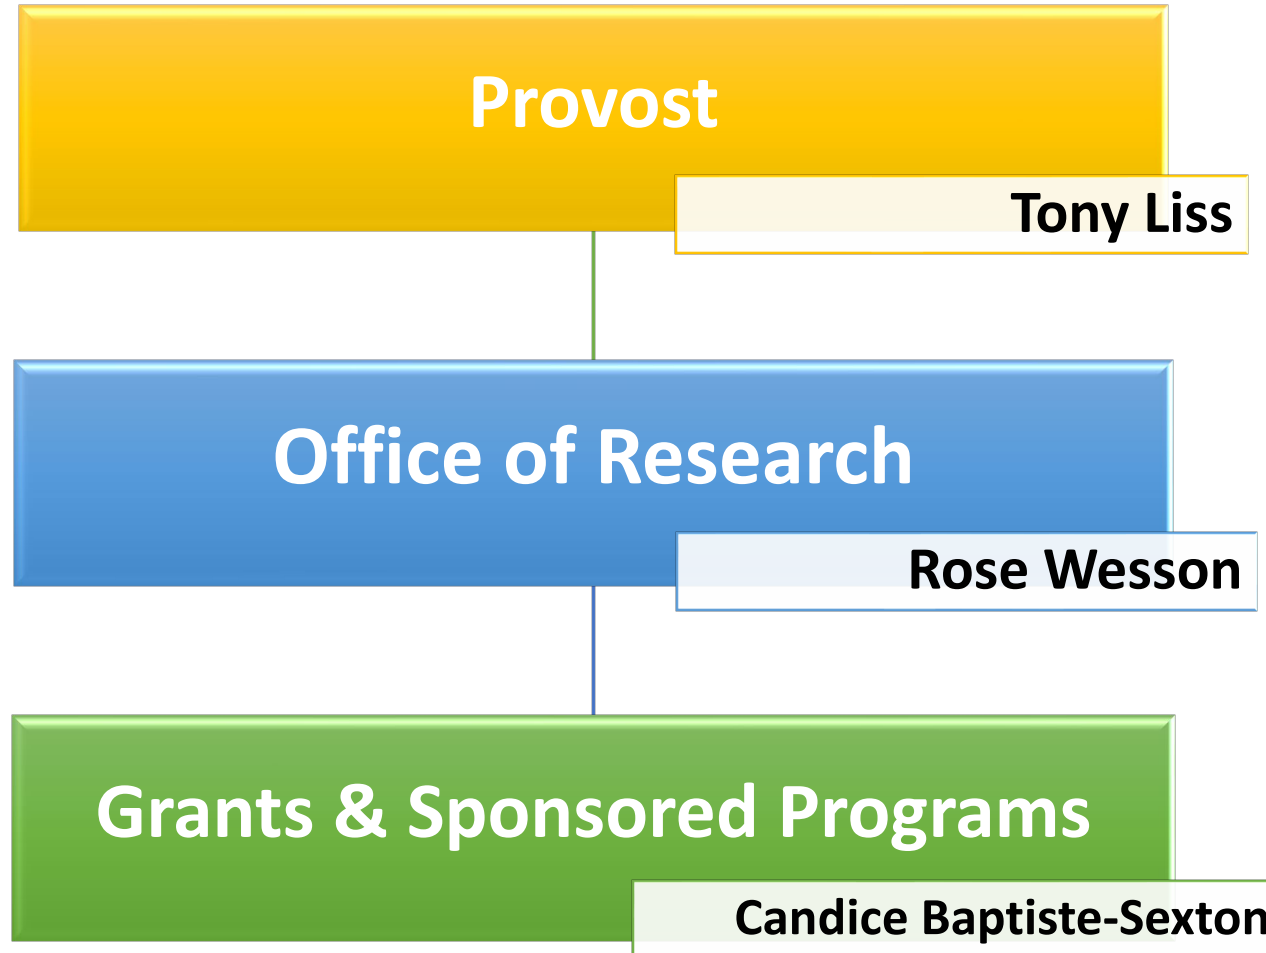 Provost
Tony Liss
Office of Research
Rose Wesson
Grants & Sponsored Programs
Candice Baptiste-Sexton